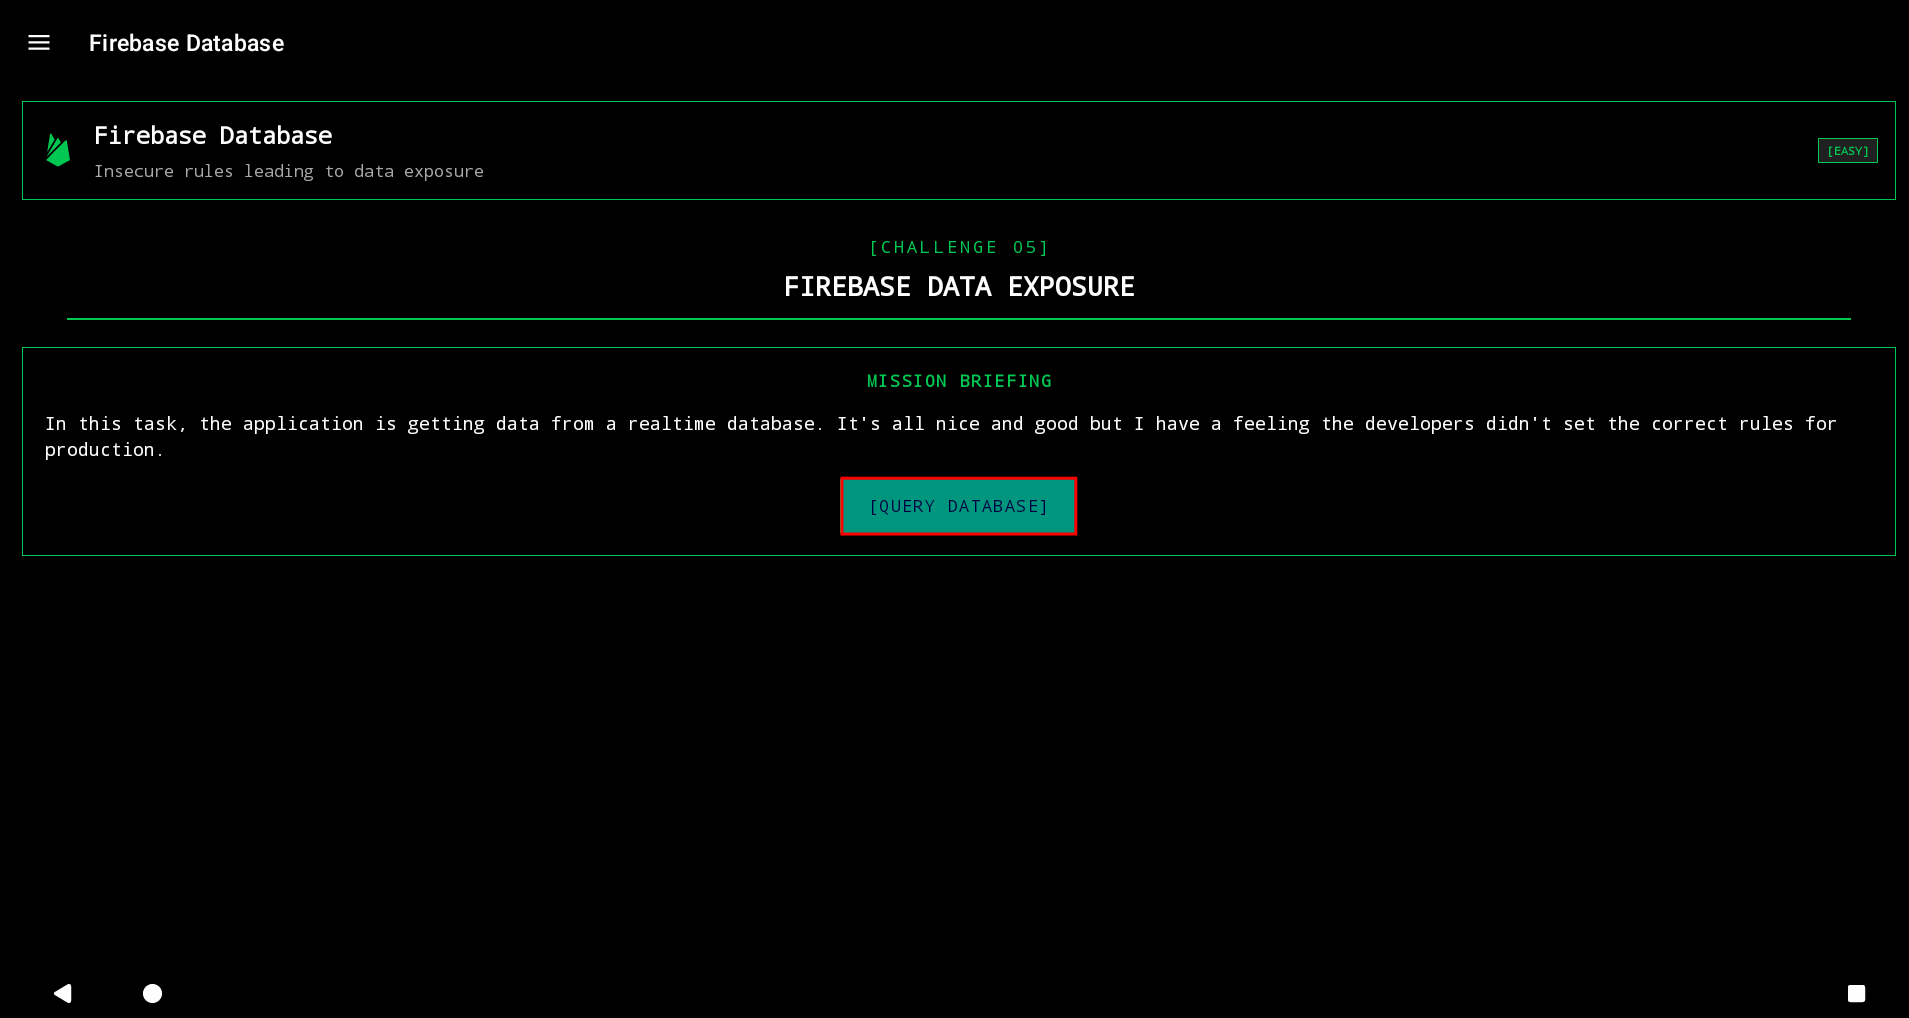 Firebase Database
Firebase Database
Insecure rules leading to data exposure
[EASY]
[CHALLENGE 05]
FIREBASE DATA EXPOSURE
MISSION BRIEFING
In this task, the application is getting data from a realtime database. It's all nice and good but I have a feeling the developers didn't set the correct rules for
production.
[QUERY DATABASE]